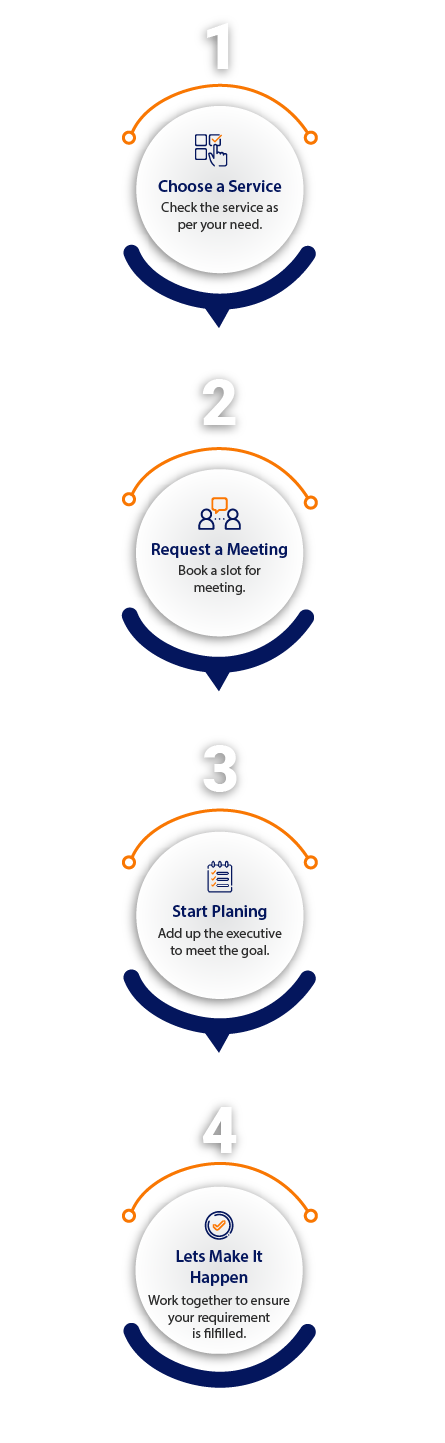 1
Choose a Service
Check the service as
per your need.
2
Request a Meeting
Book a slot for
meeting.
3
Start Planing
Add up the executive
to meet the goal.
4
Lets Make It
Happen
Work together to ensure
your requirement
is filfilled.